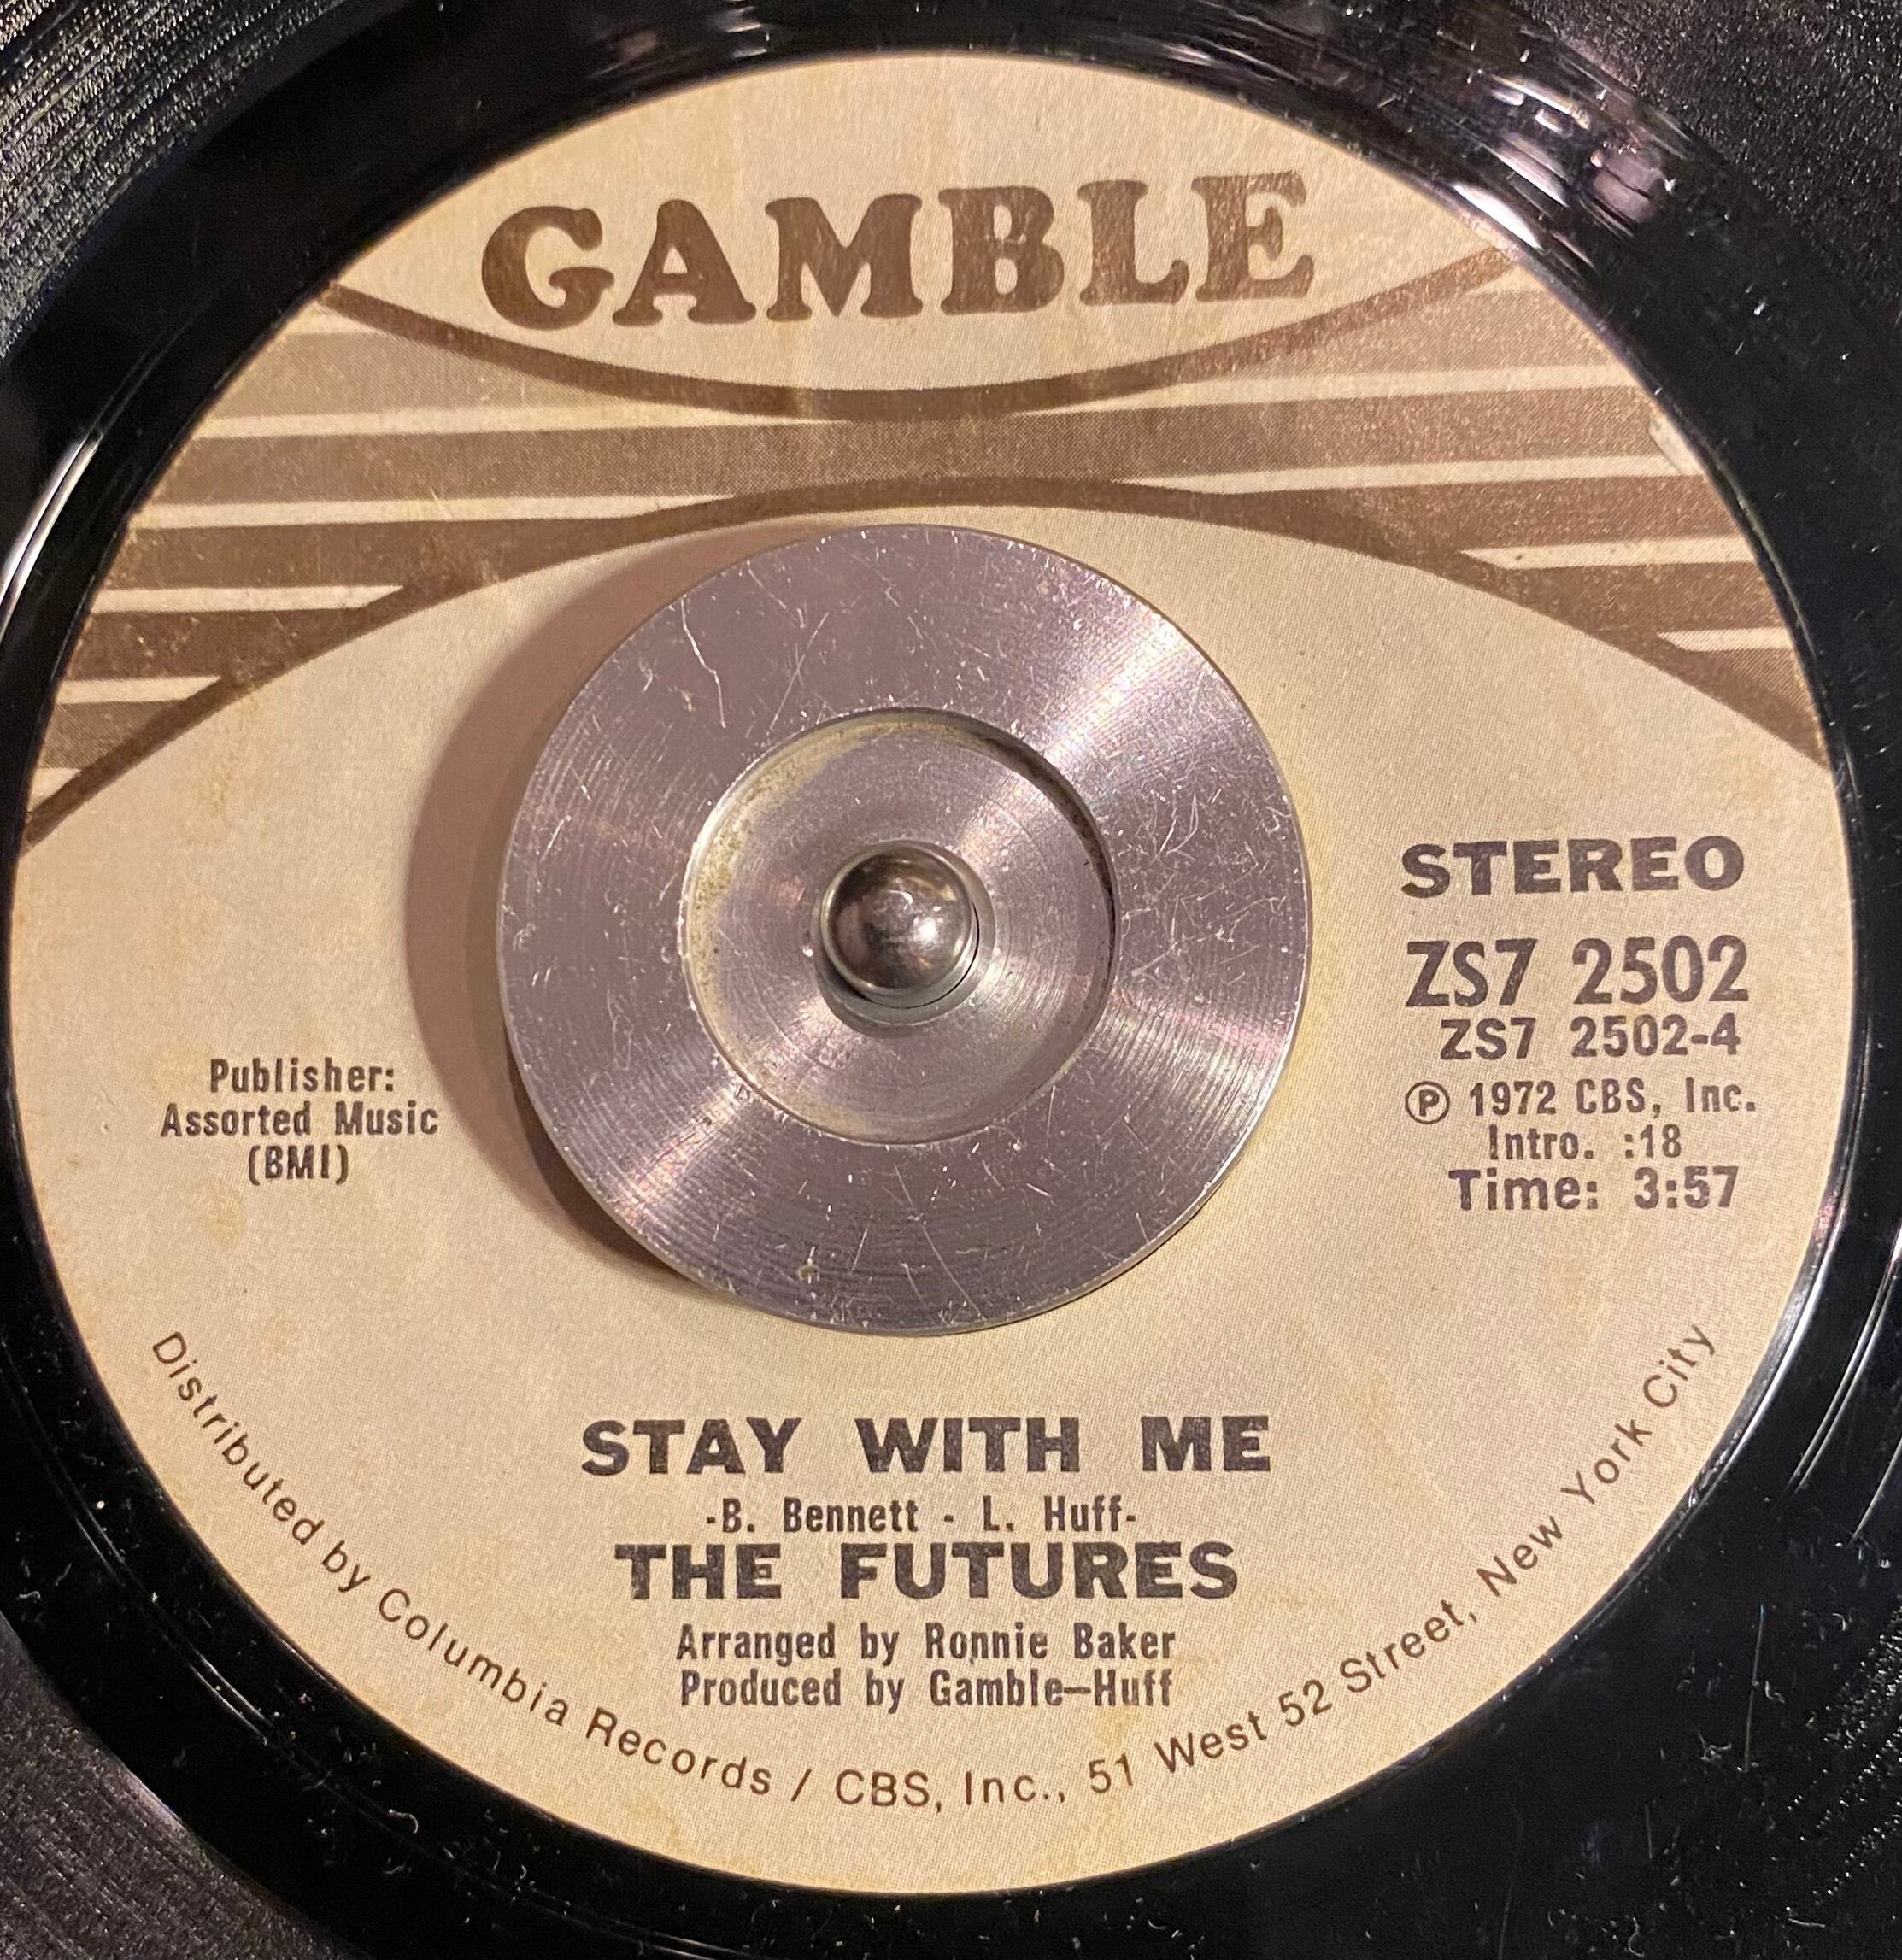 GAMBLE
STEREO
ZS7 2502
ZS7 2502-4
Ⓟ 1972 CBS, Inc.
Intro. :18
Time: 3:57
Publisher:
Assorted Music
(BMI)
STAY WITH ME
-B. Bennett - L. Huff-
THE FUTURES
Arranged by Ronnie Baker
Produced by Gamble—Huff
Distributed by Columbia Records / CBS, Inc., 51 West 52 Street, New York City